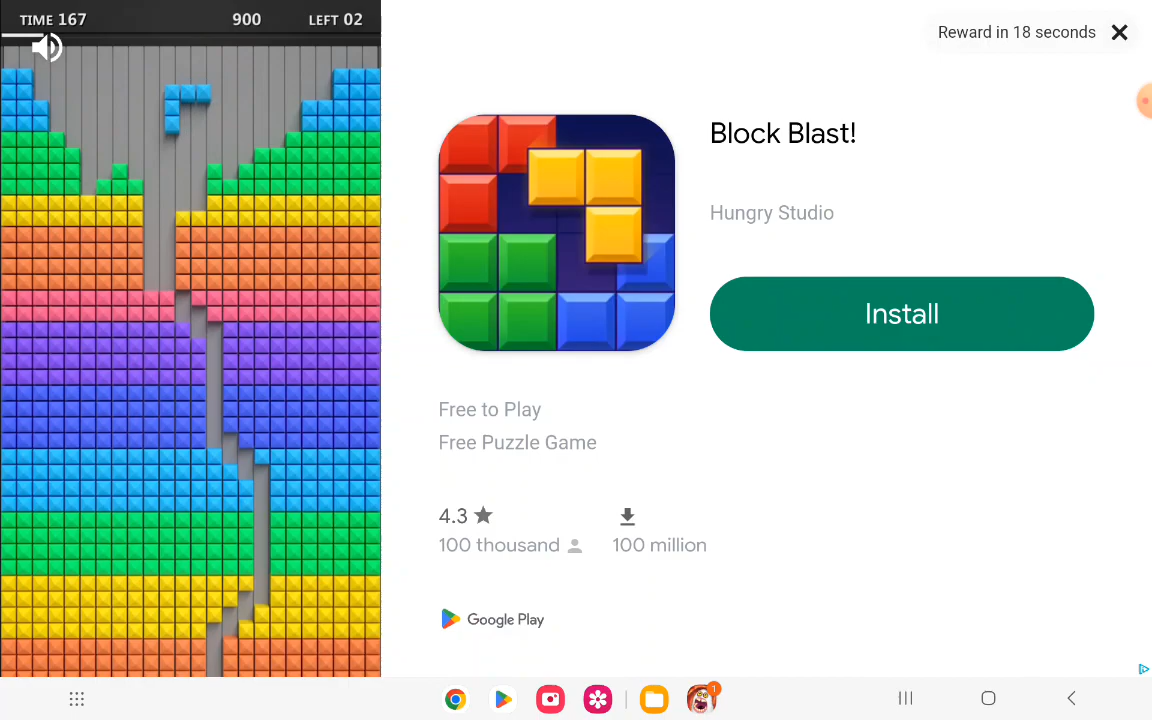 TIME 167
900
LEFT 02
Reward in 18 seconds
Block Blast!
Hungry Studio
Install
Free to Play
Free Puzzle Game
4.3
100 thousand
100 million
Google Play
1